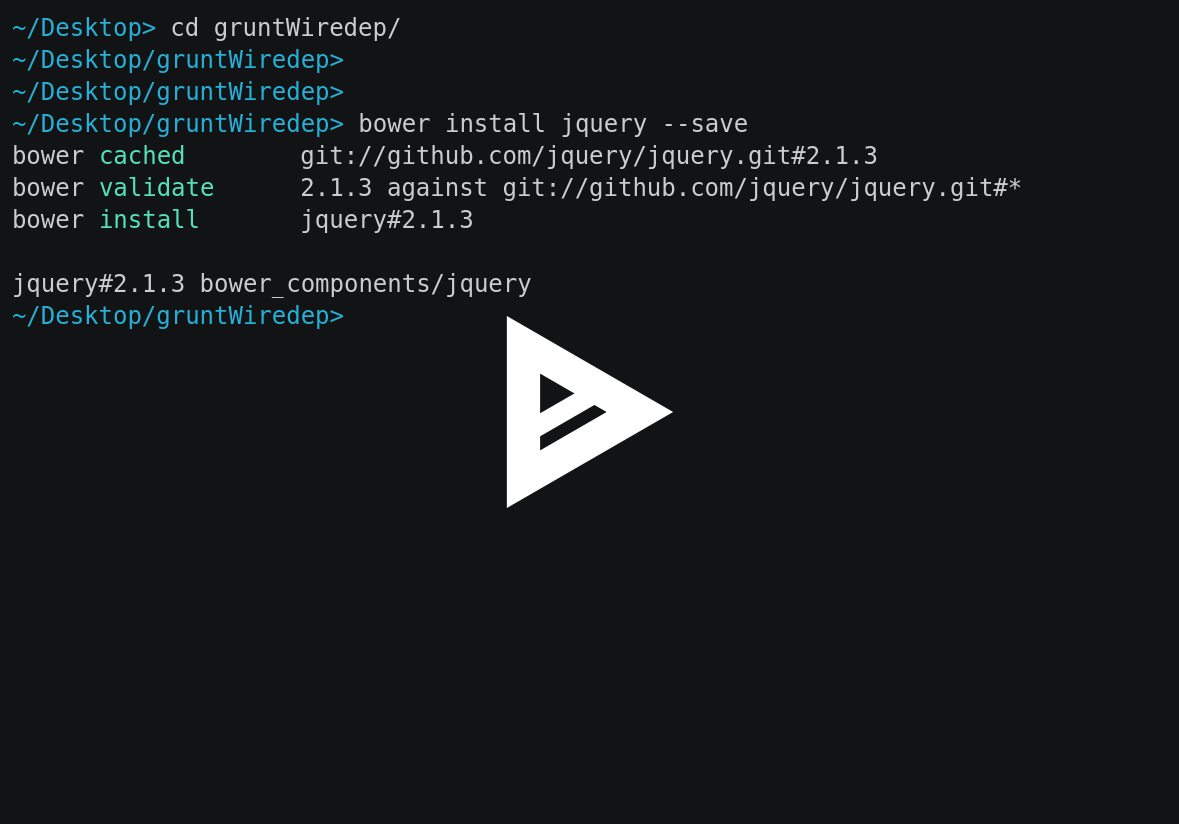 ~/Desktop> cd gruntWiredep/
~/Desktop/gruntWiredep>
~/Desktop/gruntWiredep>
~/Desktop/gruntWiredep> bower install jquery --save
bower cached        git://github.com/jquery/jquery.git#2.1.3
bower validate      2.1.3 against git://github.com/jquery/jquery.git#*
bower install       jquery#2.1.3
jquery#2.1.3 bower_components/jquery
~/Desktop/gruntWiredep>